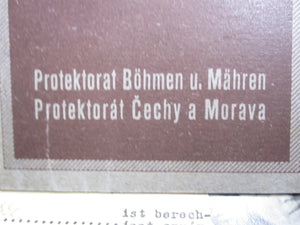 Protektorat Böhmen u. Mähren
Protektorát Čechy a Morava
ist berech-